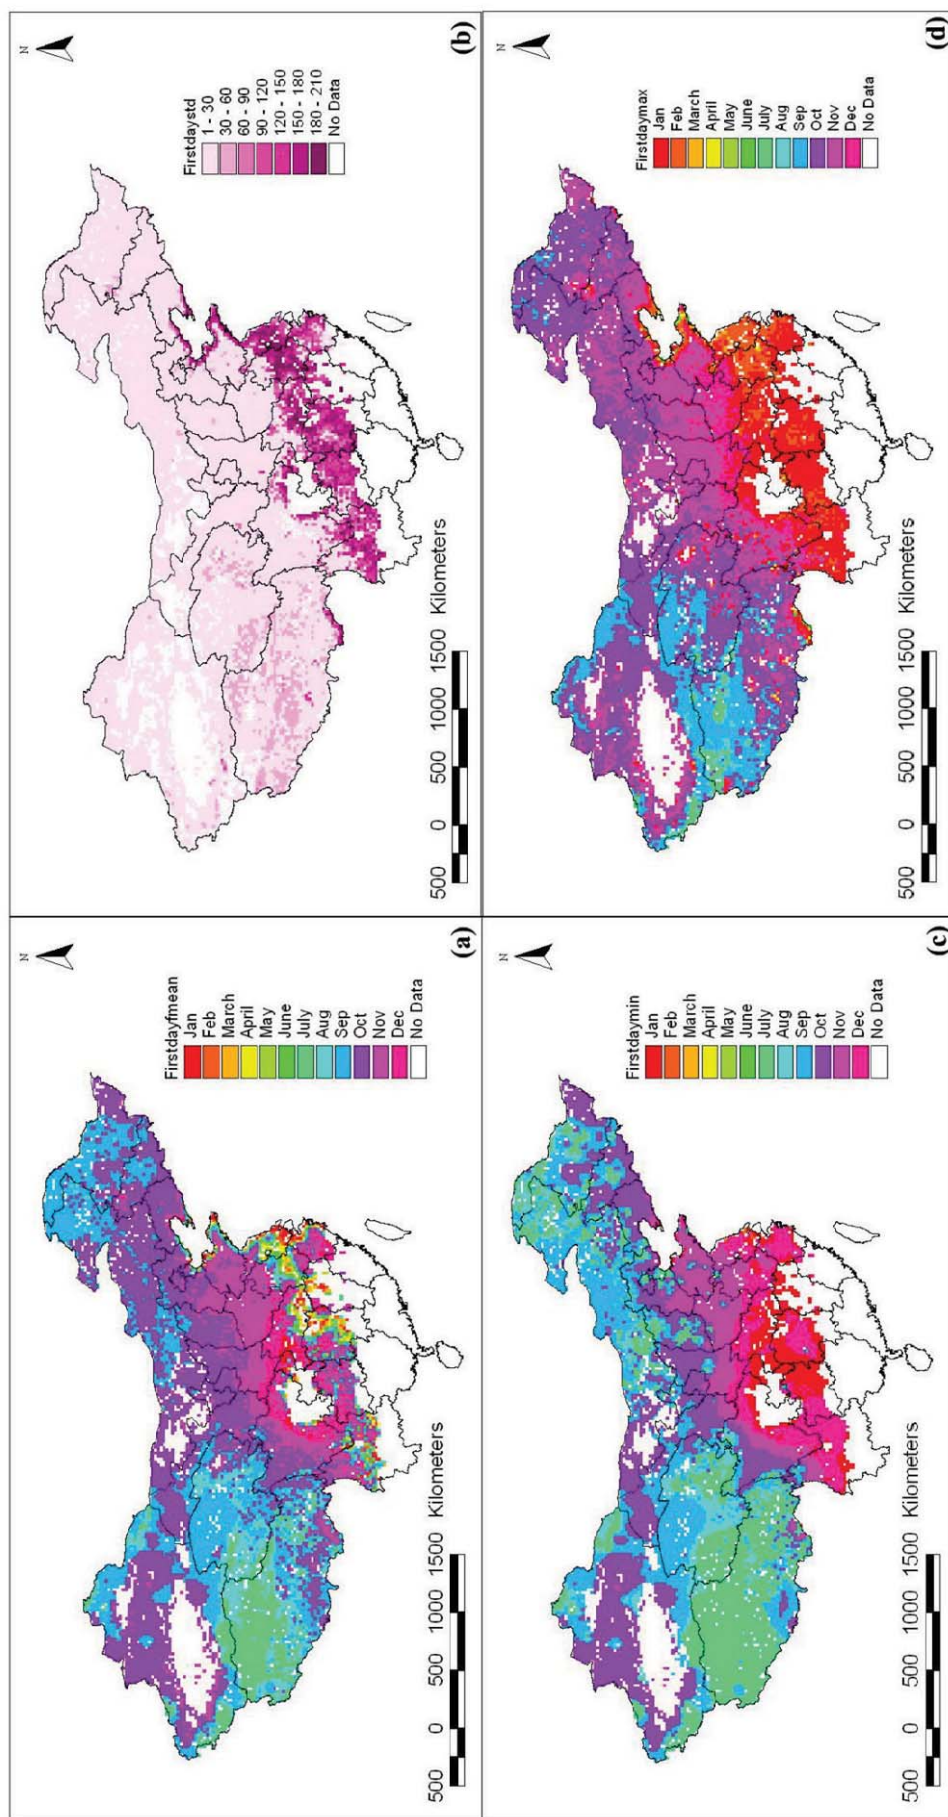 N
Firstdayfmean
Jan
Feb
March
April
May
June
July
Aug
Sep
Oct
Nov
Dec
No Data
500 0 500 1000 1500 Kilometers
(a)
N
Firstdaystd
1 - 30
30 - 60
60 - 90
90 - 120
120 - 150
150 - 180
180 - 210
No Data
500 0 500 1000 1500 Kilometers
(b)
N
Firstdaymin
Jan
Feb
March
April
May
June
July
Aug
Sep
Oct
Nov
Dec
No Data
500 0 500 1000 1500 Kilometers
(c)
N
Firstdaymax
Jan
Feb
March
April
May
June
July
Aug
Sep
Oct
Nov
Dec
No Data
500 0 500 1000 1500 Kilometers
(d)